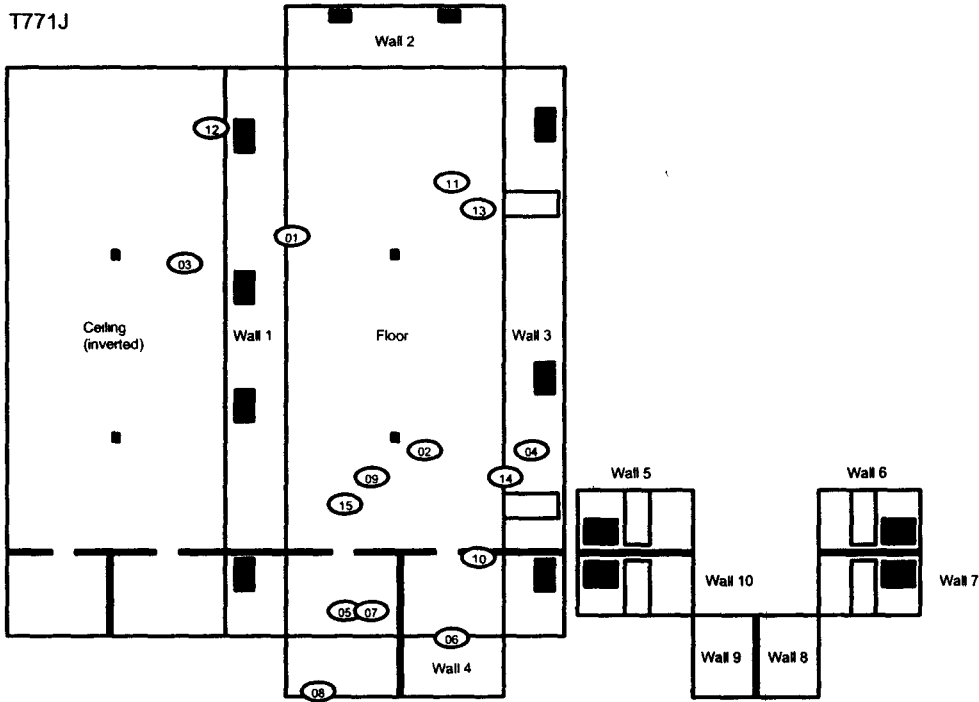 T771J
Wall 2
12
11
13
01
03
Ceiling
(inverted)
Wall 1
Floor
Wall 3
02
04
09
14
15
Wall 5
Wall 6
10
Wall 10
Wall 7
05
07
06
Wall 4
Wall 9
Wall 8
08